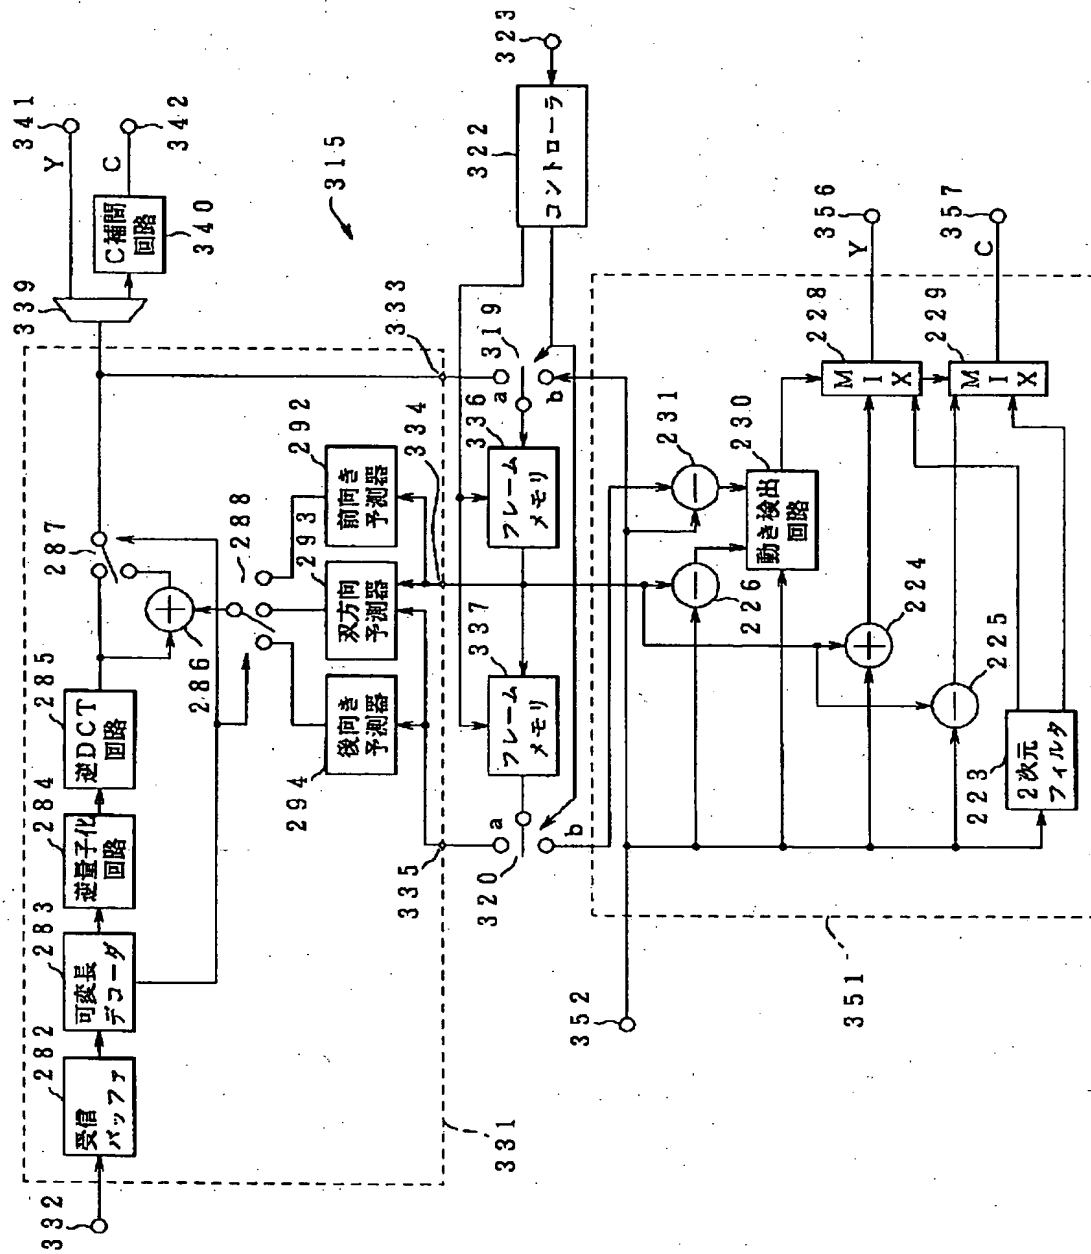 332
282
受信
バッファ
283
可変長
デコーダ
284
逆量子化
回路
285
逆DCT
回路
287
286
288
339
341
Y
C補間
回路
C
342
340
315
331
294
後向き
予測器
293
双方向
予測器
292
前向き
予測器
335
334
333
320
a
b
337
フレーム
メモリ
336
フレーム
メモリ
319
a
b
322
コントローラ
323
352
351
226
231
230
動き検出
回路
224
225
223
2次元
フィルタ
228
MIX
229
MIX
Y
356
C
357